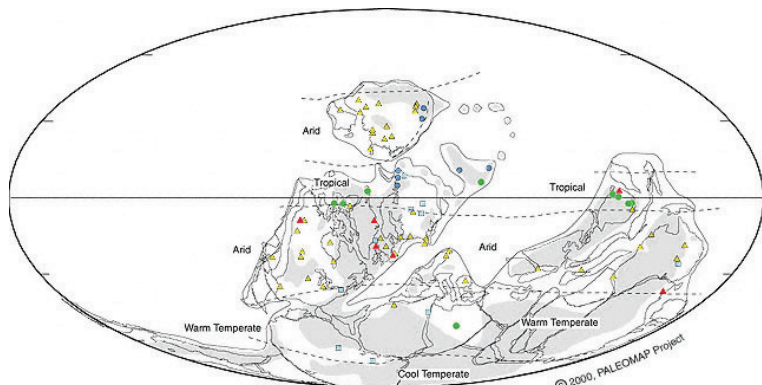 Arid
Tropical
Tropical
Arid
Arid
Warm Temperate
Warm Temperate
Cool Temperate
© 2000, PALEOMAP Project